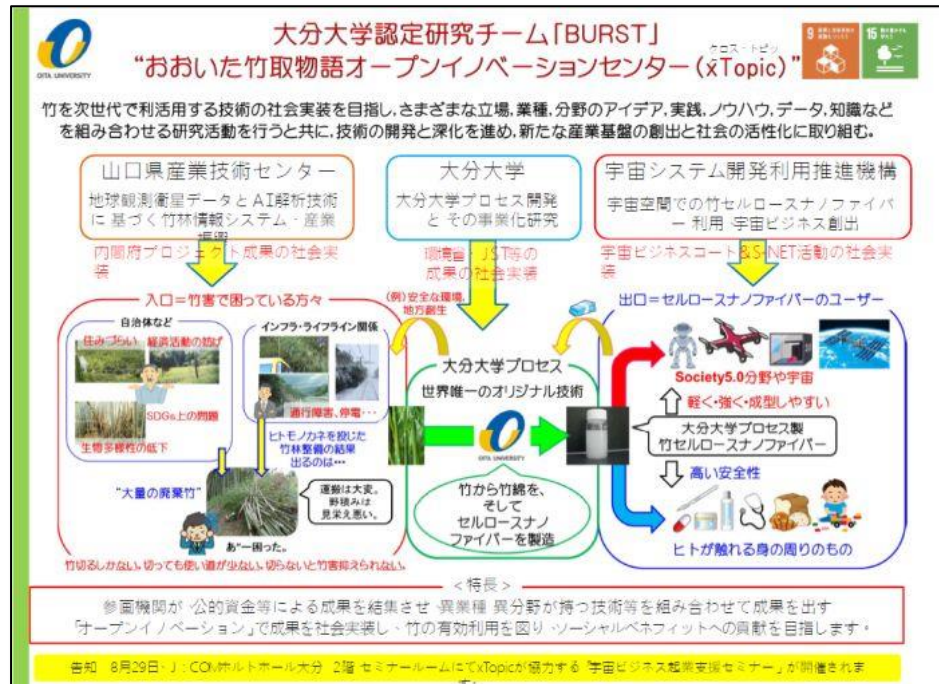 大分大学認定研究チーム「BURST」
クロス・トピッ
“おおいた竹取物語オープンイノベーションセンター(xTopic)”
OITA UNIVERSITY
9
15
竹を次世代で利活用する技術の社会実装を目指し、さまざまな立場、業種、分野のアイデア、実践、ノウハウ、データ、知識など
を組み合わせる研究活動を行うと共に、技術の開発と深化を進め、新たな産業基盤の創出と社会の活性化に取り組む。
山口県産業技術センター
地球観測衛星データとAI解析技術
に 基づく竹林情報システム・産業
振興
内閣府プロジェクト成果の社会実
装
大分大学
大分大学プロセス開発
と その事業化研究
環境省・JST等の
成果の社会実装
宇宙システム開発利用推進機構
宇宙空間での竹セルロースナノファイバ
ー 利用・宇宙ビジネス創出
宇宙ビジネスコート&S-NET活動の社会実
装
入口=竹害で困っている方々
自治体など
住みづらい
経済活動の妨げ
SDGs上の問題
生物多様性の低下
インフラ・ライフライン関係
通行障害、停電・・・
ヒトモノカネを投じた
竹林整備の結果
出るのは・・・
“大量の廃棄竹”
運搬は大変。
野積みは
見栄え悪い。
あ“ー困った。
竹切るしかない。切っても使い道が少ない。切らないと竹害抑えられない。
(例)安全な環境、
地方創生
大分大学プロセス
世界唯一のオリジナル技術
OITA UNIVERSITY
竹から竹綿を、
そして
セルロースナノ
ファイバーを製造
出口=セルロースナノファイバーのユーザー
Society5.0分野や宇宙
軽く・強く・成型しやすい
大分大学プロセス製
竹セルロースナノファイバー
高い安全性
ヒトが触れる身の周りのもの
<特長>
参画機関が、公的資金等による成果を結集させ、異業種・異分野が持つ技術等を組み合わせて成果を出す
「オープンイノベーション」で成果を社会実装し、竹の有効利用を図り、ソーシャルベネフィットへの貢献を目指します。
告知 8月29日、J:COMホルトホール大分 2階 セミナールームにてxTopicが協力する「宇宙ビジネス起業支援セミナー」が開催されま